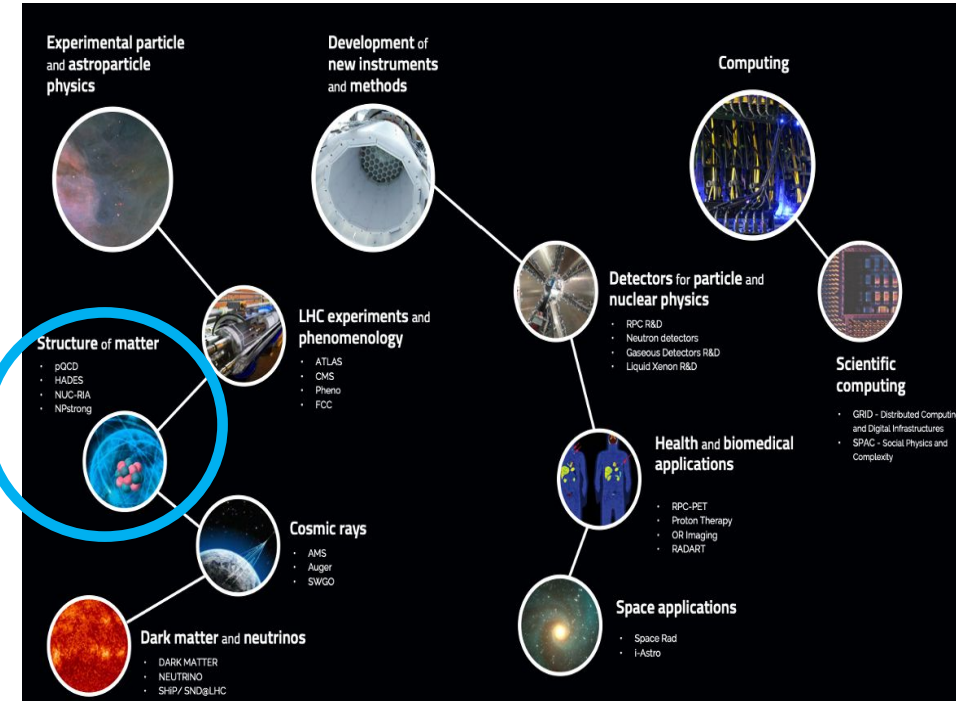 Experimental particle
and astroparticle
physics
Development of
new instruments
and methods
Computing
LHC experiments and
phenomenology
• ATLAS
• CMS
• Pheno
• FCC
Structure of matter
• pQCD
• HADES
• NUC-RIA
• NPstrong
Cosmic rays
• AMS
• Auger
• SWGO
Dark matter and neutrinos
• DARK MATTER
• NEUTRINO
• SHiP/ SND@LHC
Detectors for particle and
nuclear physics
• RPC R&D
• Neutron detectors
• Gaseous Detectors R&D
• Liquid Xenon R&D
Health and biomedical
applications
• RPC-PET
• Proton Therapy
• OR Imaging
• RADART
Space applications
• Space Rad
• i-Astro
Scientific
computing
• GRID - Distributed Computin
and Digital Infrastructures
• SPAC - Social Physics and
Complexity